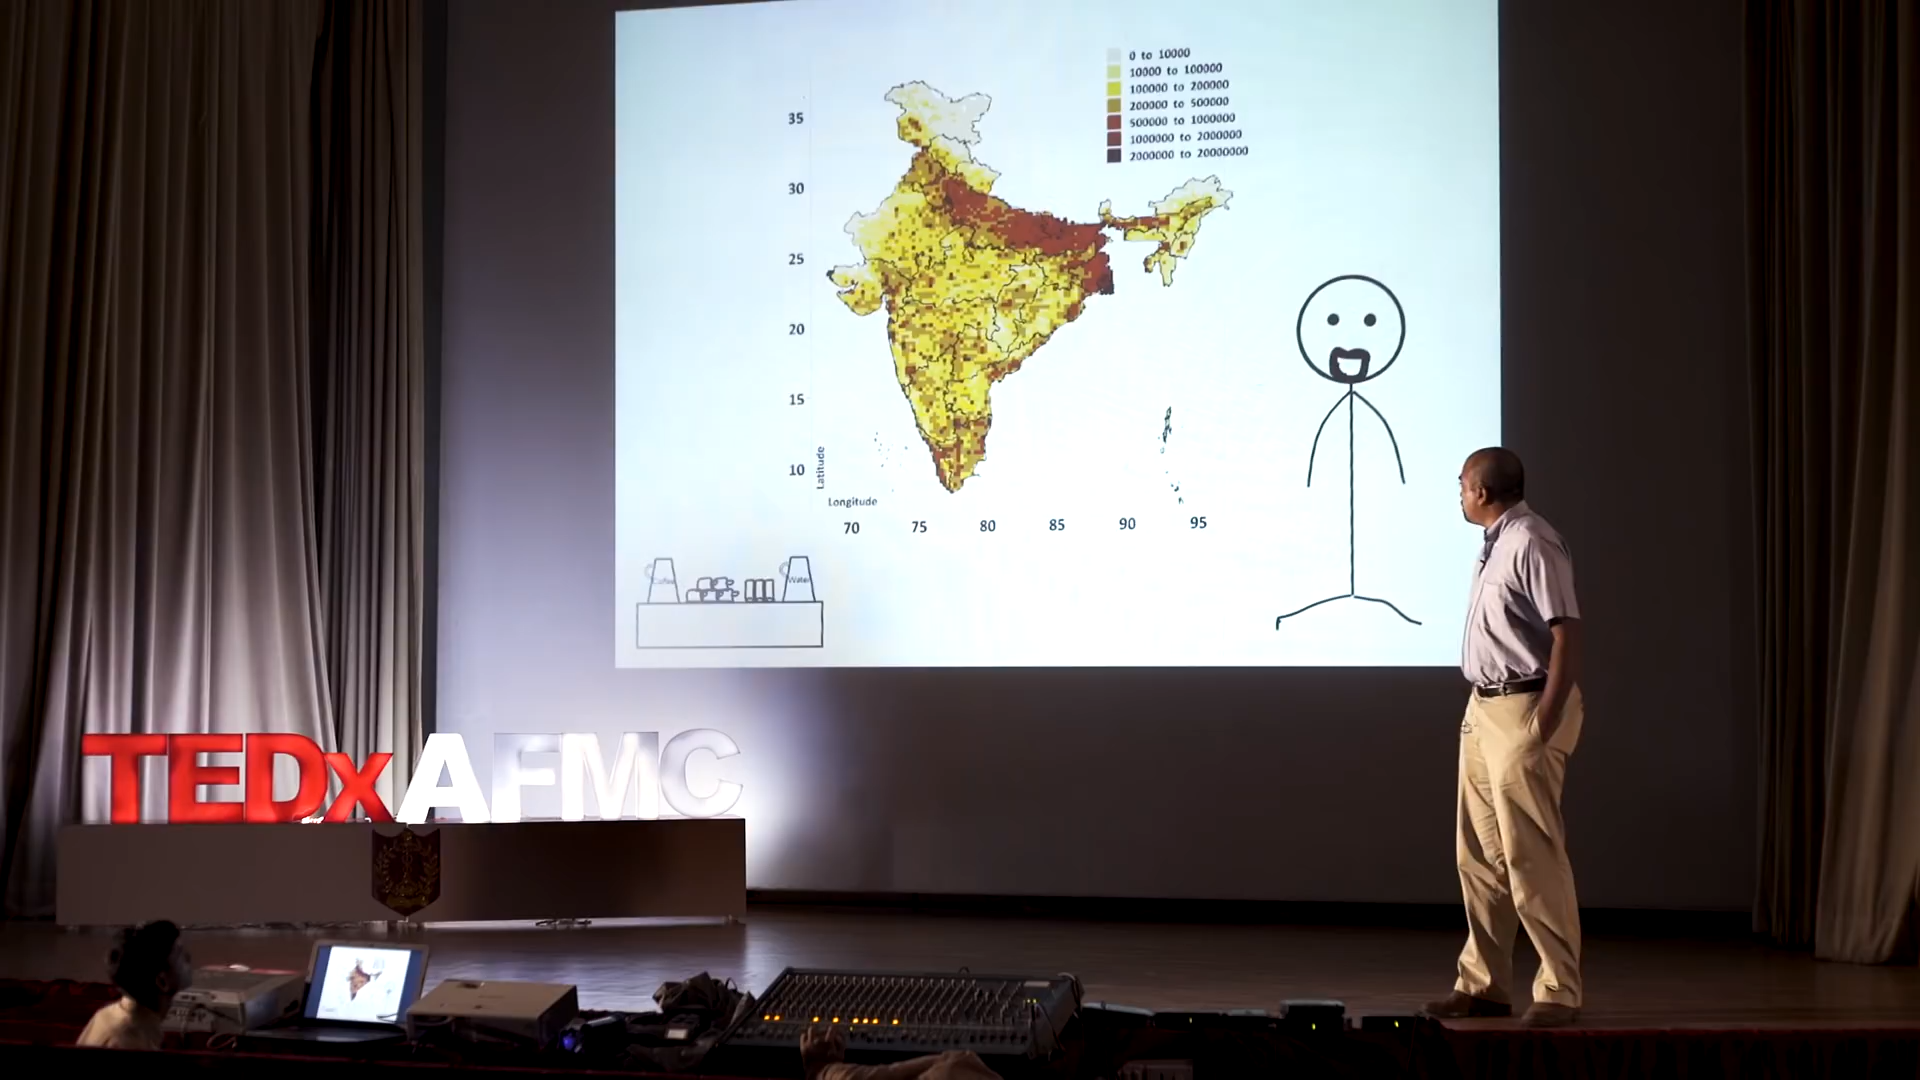 0 to 10000
10000 to 100000
100000 to 200000
200000 to 500000
500000 to 1000000
1000000 to 2000000
2000000 to 20000000
35
30
25
20
15
10
Latitude
Longitude
70 75 80 85 90 95
Coffee
Water
TEDxAFMC